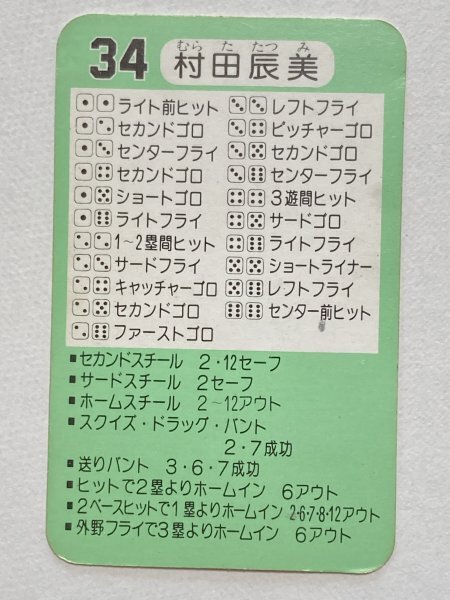 34 村田辰美
むら た たつ み
ライト前ヒット
セカンドゴロ
センターフライ
セカンドゴロ
ショートゴロ
ライトフライ
1～2塁間ヒット
サードフライ
キャッチャーゴロ
セカンドゴロ
ファーストゴロ
レフトフライ
ピッチャーゴロ
セカンドゴロ
センターフライ
3遊間ヒット
サードゴロ
ライトフライ
ショートライナー
レフトフライ
センター前ヒット
■セカンドスチール 2・12セーフ
■サードスチール 2セーフ
■ホームスチール 2～12アウト
■スクイズ・ドラッグ・バント
2・7成功
■送りバント 3・6・7成功
■ヒットで2塁よりホームイン 6アウト
■2ベースヒットで1塁よりホームイン 2・6・7・8・12アウト
■外野フライで3塁よりホームイン 6アウト